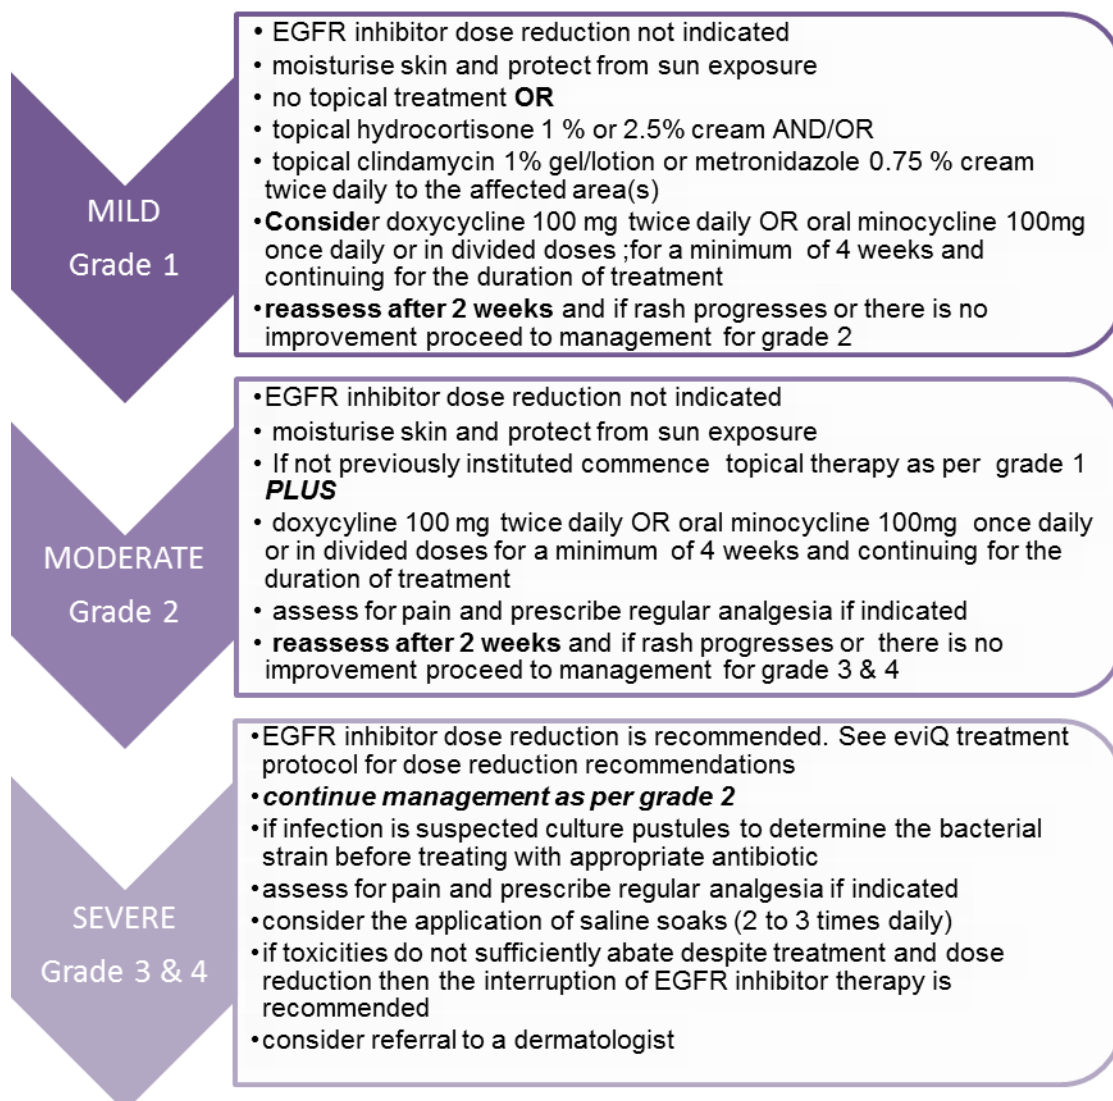 MILD
Grade 1
• EGFR inhibitor dose reduction not indicated
• moisturise skin and protect from sun exposure
• no topical treatment OR
• topical hydrocortisone 1 % or 2.5% cream AND/OR
• topical clindamycin 1% gel/lotion or metronidazole 0.75 % cream
twice daily to the affected area(s)
•Consider doxycycline 100 mg twice daily OR oral minocycline 100mg
once daily or in divided doses ;for a minimum of 4 weeks and
continuing for the duration of treatment
•reassess after 2 weeks and if rash progresses or there is no
improvement proceed to management for grade 2
MODERATE
Grade 2
•EGFR inhibitor dose reduction not indicated
• moisturise skin and protect from sun exposure
• If not previously instituted commence topical therapy as per grade 1
PLUS
• doxycyline 100 mg twice daily OR oral minocycline 100mg once daily
or in divided doses for a minimum of 4 weeks and continuing for the
duration of treatment
• assess for pain and prescribe regular analgesia if indicated
• reassess after 2 weeks and if rash progresses or there is no
improvement proceed to management for grade 3 & 4
SEVERE
Grade 3 & 4
•EGFR inhibitor dose reduction is recommended. See eviQ treatment
protocol for dose reduction recommendations
•continue management as per grade 2
•if infection is suspected culture pustules to determine the bacterial
strain before treating with appropriate antibiotic
•assess for pain and prescribe regular analgesia if indicated
•consider the application of saline soaks (2 to 3 times daily)
•if toxicities do not sufficiently abate despite treatment and dose
reduction then the interruption of EGFR inhibitor therapy is
recommended
•consider referral to a dermatologist